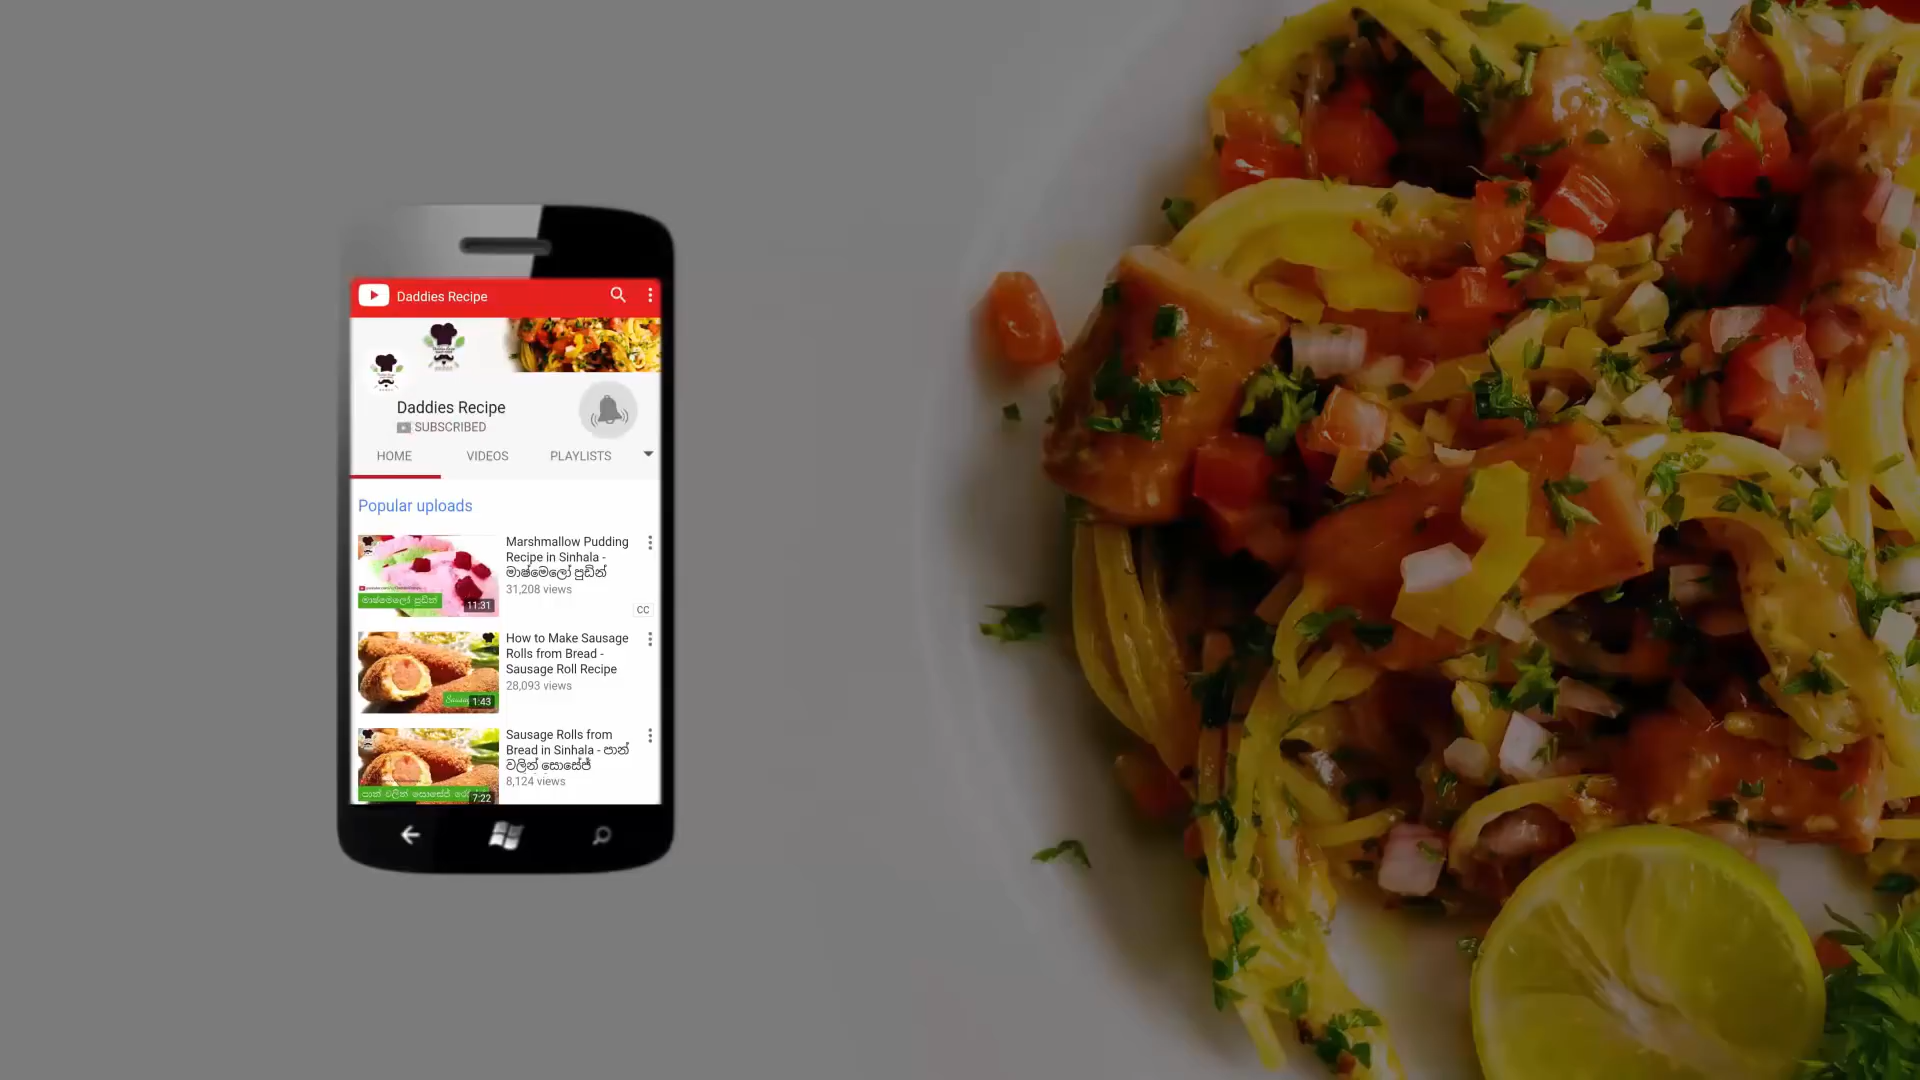 Daddies Recipe
Daddies Recipe
SUBSCRIBED
HOME VIDEOS PLAYLISTS
Popular uploads
Marshmallow Pudding
Recipe in Sinhala -
මාෂ්මෙලෝ පුඩින්
31,208 views
මාෂ්මෙලෝ පුඩින්
11:31
CC
How to Make Sausage
Rolls from Bread -
Sausage Roll Recipe
28,093 views
1:43
Sausage Rolls from
Bread in Sinhala - පාන්
වලින් සොසේජ්
8,124 views
පාන් වලින් සොසේජ්
7:22